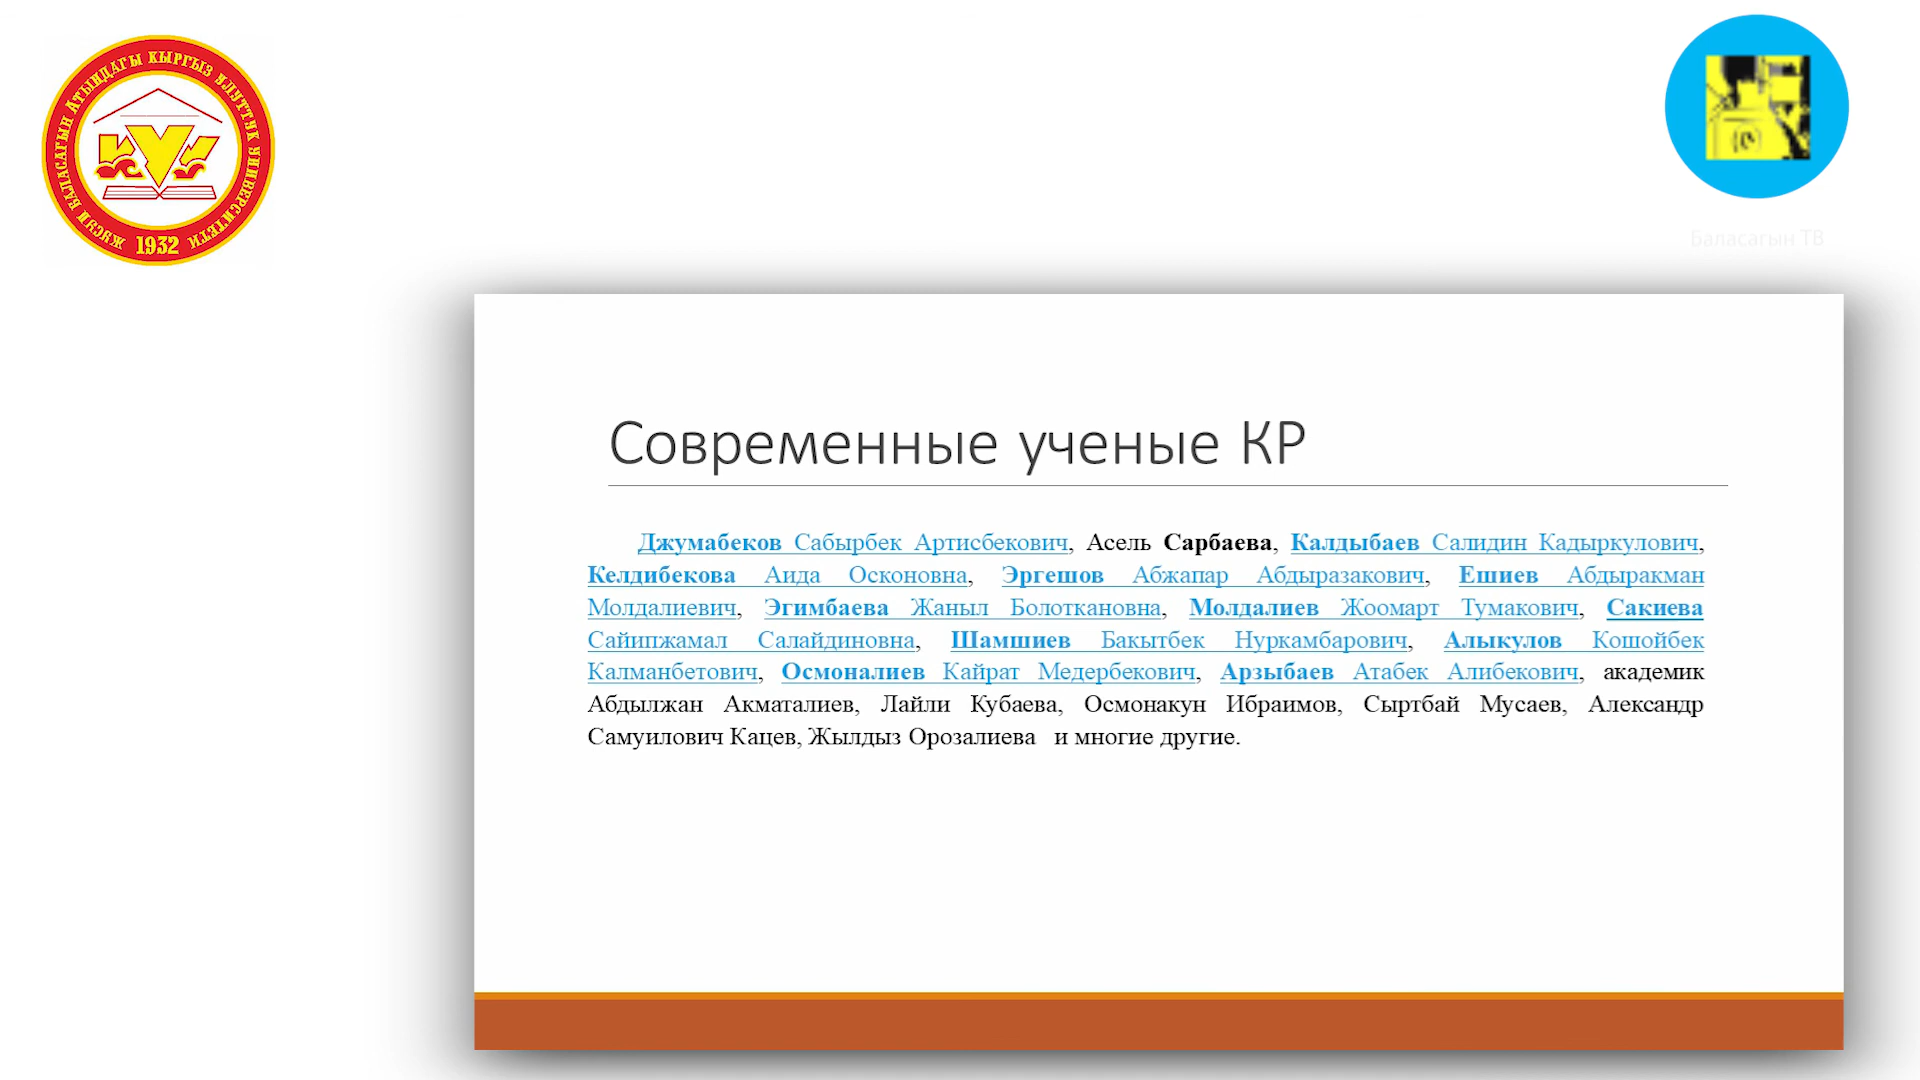 ЖУСУП БАЛАСАГЫН АТЫНДАГЫ КЫРГЫЗ УЛУТТУК УНИВЕРСИТЕТИ
КУУ
1932
Баласагын ТВ
Современные ученые КР
Джумабеков Сабырбек Артисбекович, Асель Сарбаева, Калдыбаев Салидин Кадыркулович,
Келдибекова Аида Осконовна, Эргешов Абжапар Абдыразакович, Ешиев Абдыракман
Молдалиевич, Эгимбаева Жаныл Болоткановна, Молдалиев Жоомарт Тумакович, Сакиева
Сайипжамал Салайдиновна, Шамшиев Бакытбек Нуркамбарович, Алыкулов Кошойбек
Калманбетович, Осмоналиев Кайрат Медербекович, Арзыбаев Атабек Алибекович, академик
Абдылжан Акматалиев, Лайли Кубаева, Осмонакун Ибраимов, Сыртбай Мусаев, Александр
Самуилович Кацев, Жылдыз Орозалиева и многие другие.